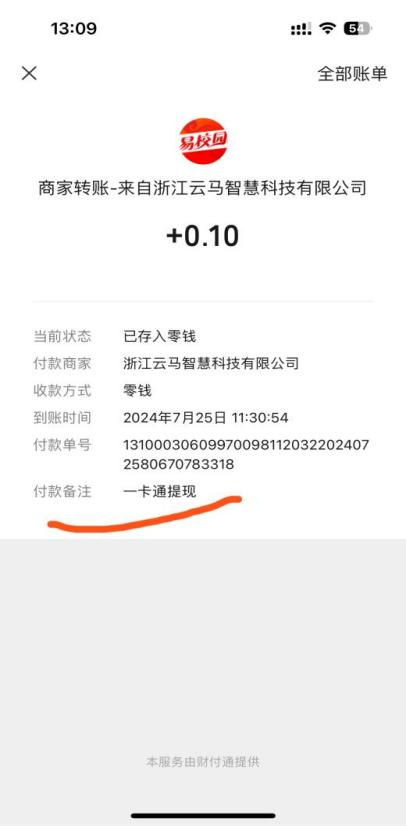 13:09
54
全部账单
易校园
商家转账-来自浙江云马智慧科技有限公司
+0.10
当前状态 已存入零钱
付款商家 浙江云马智慧科技有限公司
收款方式 零钱
到账时间 2024年7月25日 11:30:54
付款单号 13100030609970098112032202407
2580670783318
付款备注 一卡通提现
本服务由财付通提供